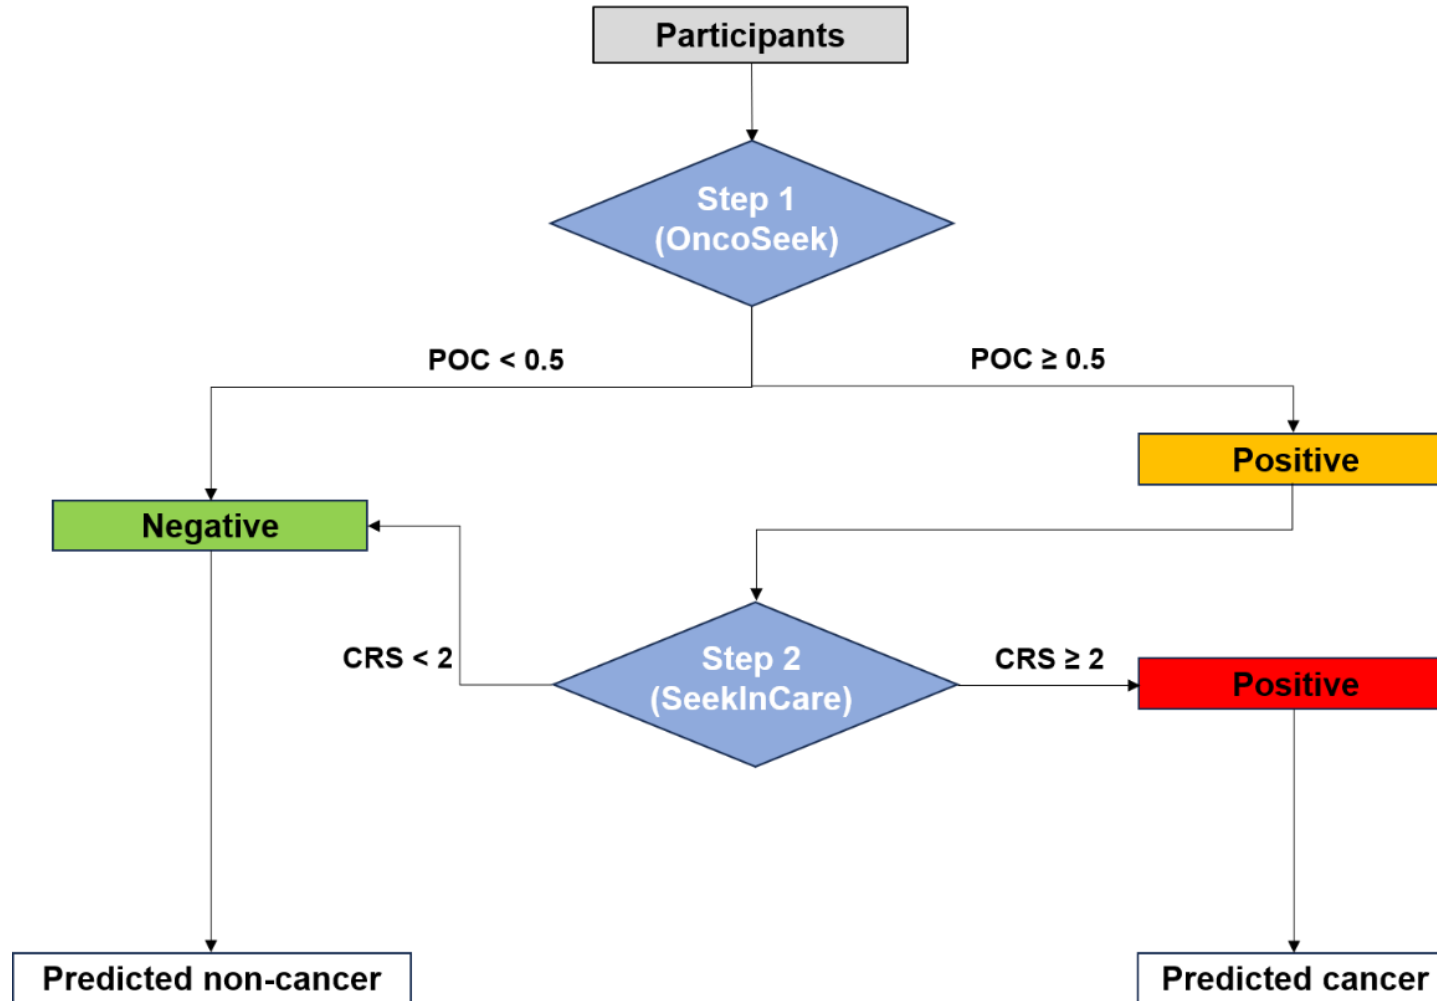 Participants
Step 1
(OncoSeek)
POC < 0.5
POC ≥ 0.5
Positive
Negative
CRS < 2
Step 2
(SeekInCare)
CRS ≥ 2
Positive
Predicted non-cancer
Predicted cancer